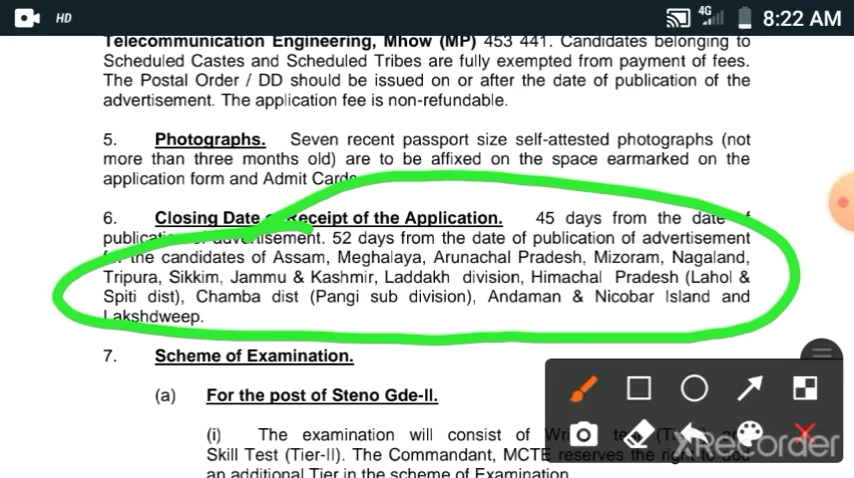 HD 4G 8:22 AM
Telecommunication Engineering, Mhow (MP) 453 441. Candidates belonging to
Scheduled Castes and Scheduled Tribes are fully exempted from payment of fees.
The Postal Order / DD should be issued on or after the date of publication of the
advertisement. The application fee is non-refundable.
5. Photographs. Seven recent passport size self-attested photographs (not
more than three months old) are to be affixed on the space earmarked on the
application form and Admit Cards
6. Closing Date Receipt of the Application. 45 days from the date of
publication of advertisement. 52 days from the date of publication of advertisement
for the candidates of Assam, Meghalaya, Arunachal Pradesh, Mizoram, Nagaland,
Tripura, Sikkim, Jammu & Kashmir, Laddakh division, Himachal Pradesh (Lahol &
Spiti dist), Chamba dist (Pangi sub division), Andaman & Nicobar Island and
Lakshdweep.
7. Scheme of Examination.
(a) For the post of Steno Gde-II.
(i) The examination will consist of
Skill Test (Tier-II). The Commandant, MCTE reserves the right to add
an additional Tier in the scheme of Examination
XRecorder